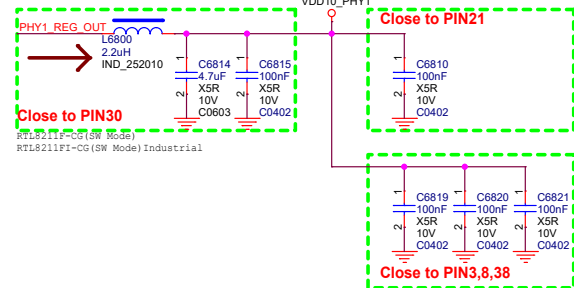 VDD10_PHY1
PHY1_REG_OUT
L6800
2.2uH
IND_252010
1
2
C6814
4.7uF
X5R
10V
C0603
1
2
C6815
100nF
X5R
10V
C0402
Close to PIN30
RTL8211F-CG(SW Mode)
RTL8211FI-CG(SW Mode)Industrial
Close to PIN21
1
2
C6810
100nF
X5R
10V
C0402
1
2
C6819
100nF
X5R
10V
C0402
1
2
C6820
100nF
X5R
10V
C0402
1
2
C6821
100nF
X5R
10V
C0402
Close to PIN3,8,38